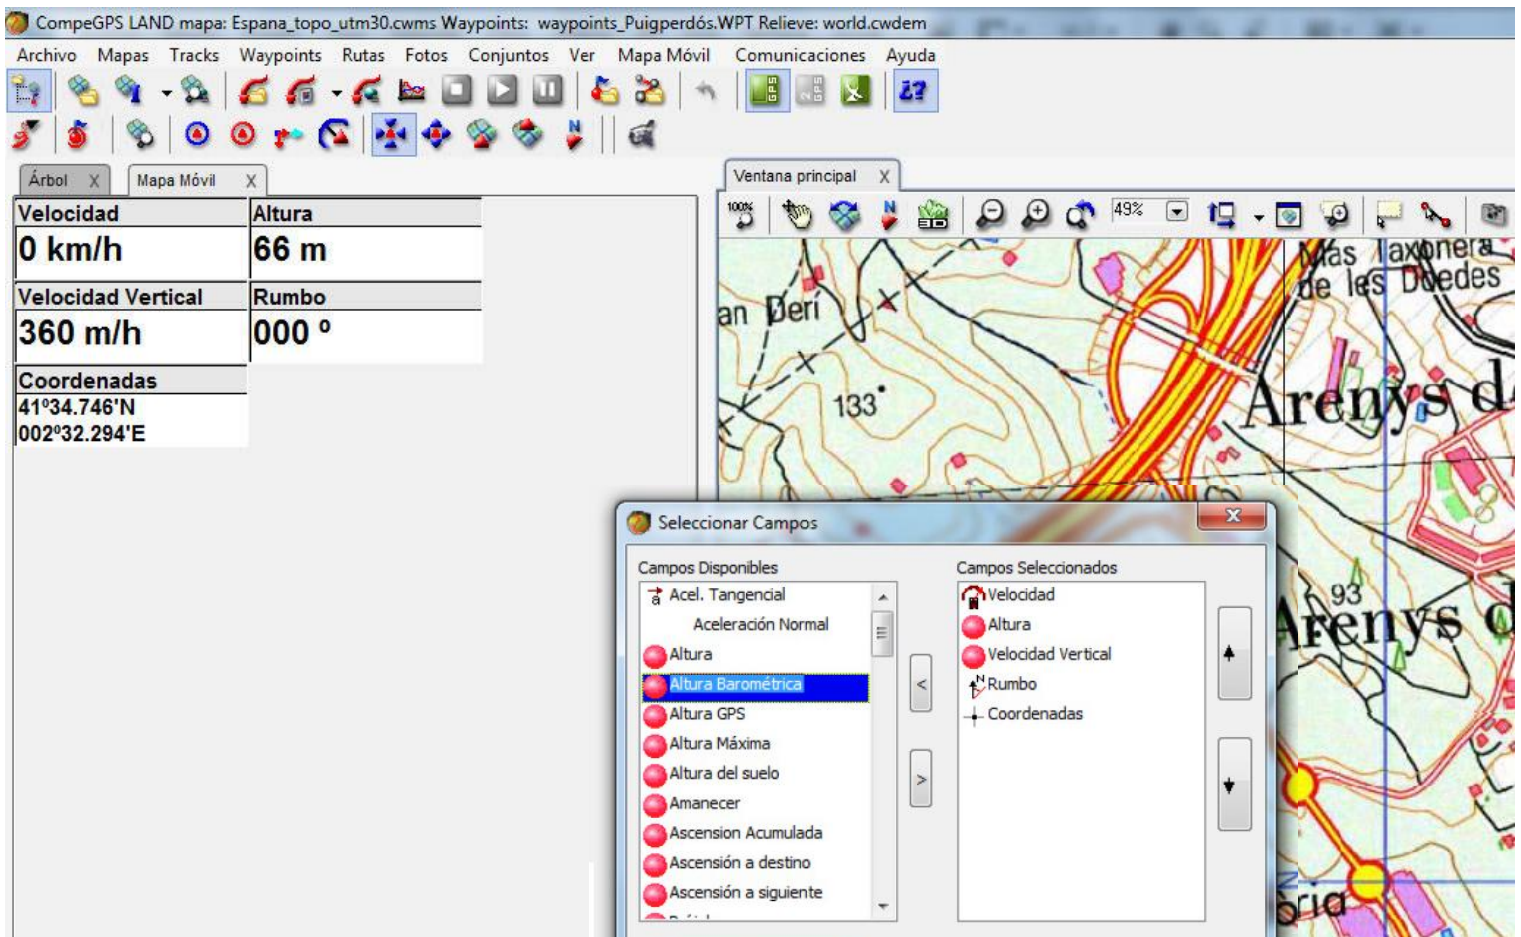 CompeGPS LAND mapa: Espana_topo_utm30.cwms Waypoints: waypoints_Puigperdós.WPT Relieve: world.cwdem
Archivo Mapas Tracks Waypoints Rutas Fotos Conjuntos Ver Mapa Móvil Comunicaciones Ayuda
Árbol X Mapa Móvil X
Ventana principal X
Velocidad Altura
0 km/h 66 m
Velocidad Vertical Rumbo
360 m/h 000 º
Coordenadas
41º34.746'N
002º32.294'E
100% N 3D 49%
Mas Taxonera
de les Doedes
an Deri
133
Arenys d
93
Arenys d
òria
Seleccionar Campos X
Campos Disponibles
Acel. Tangencial
Aceleración Normal
Altura
Altura Barométrica
Altura GPS
Altura Máxima
Altura del suelo
Amanecer
Ascension Acumulada
Ascensión a destino
Ascensión a siguiente
< >
Campos Seleccionados
Velocidad
Altura
Velocidad Vertical
Rumbo
Coordenadas